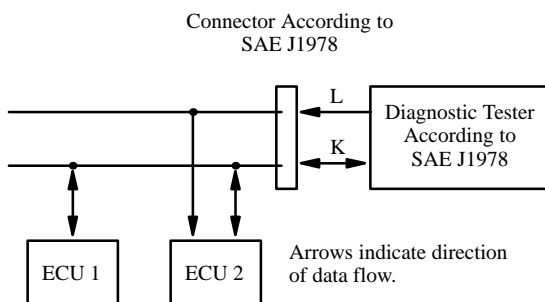 Connector According to
SAE J1978
L
K
Diagnostic Tester
According to
SAE J1978
ECU 1
ECU 2
Arrows indicate direction
of data flow.